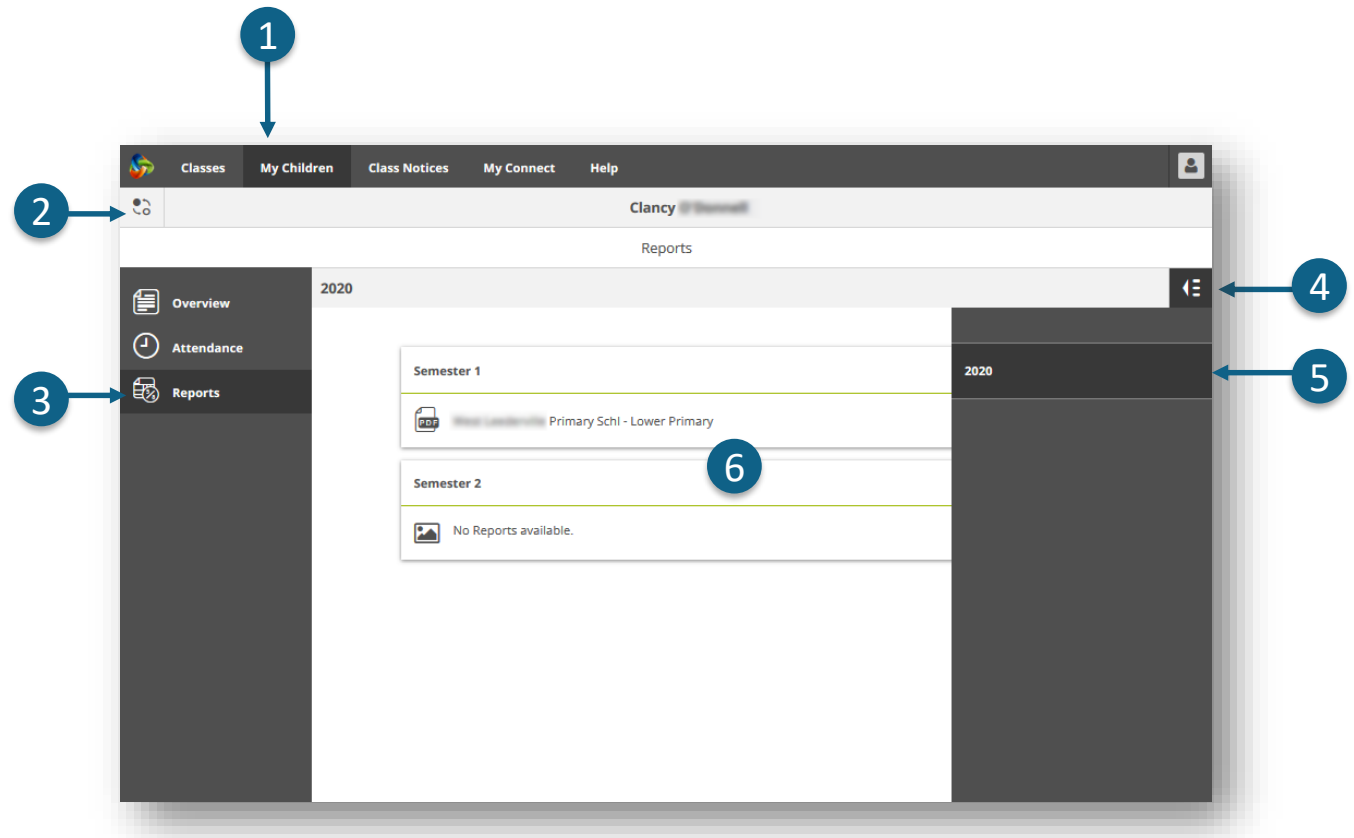 1
Classes My Children Class Notices My Connect Help
2
Clancy
Reports
2020
4
Overview
Attendance
3
Reports
Semester 1
2020
5
PDF Primary Schl - Lower Primary
6
Semester 2
No Reports available.